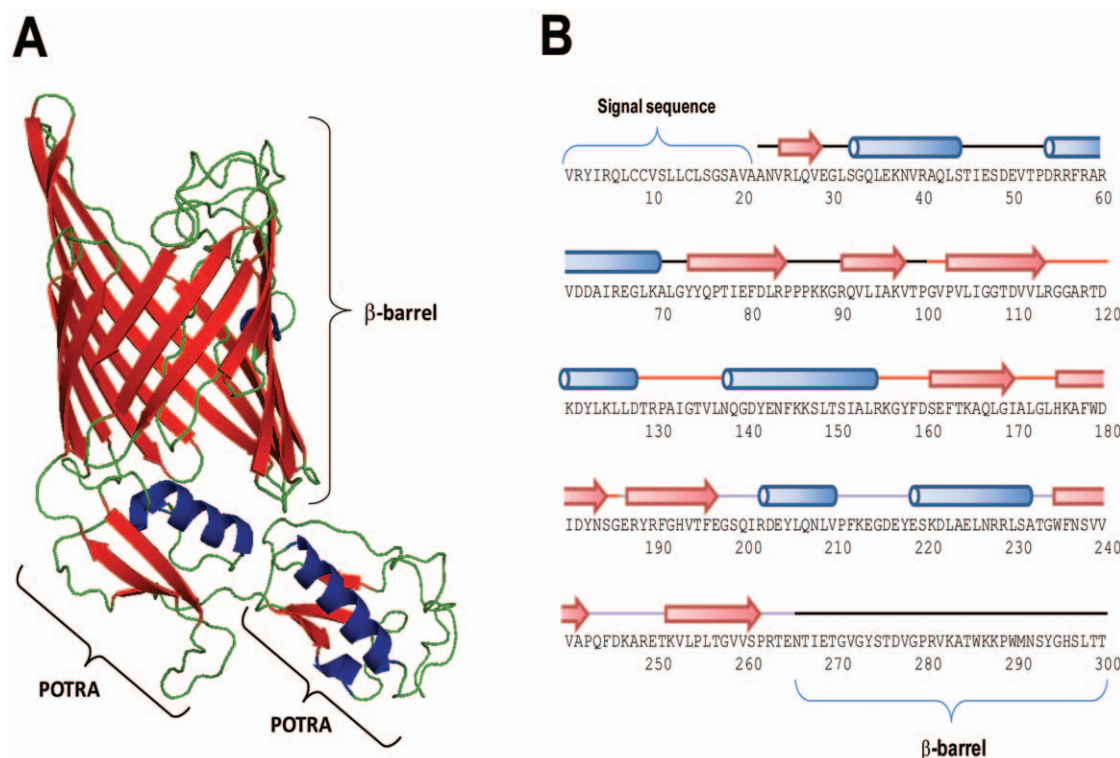 A
β-barrel
POTRA
POTRA
B
Signal sequence
VRYIRQLCCVSLLCLSGSAVAANVRLQVEGLSGQLEKNVRAQLSTIESDEVTPDRRFRAR
10 20 30 40 50 60
VDDAIREGLKALGYYQPTIEFDLRPPPKKGRQVLIAKVTPGVPVLIGGTDVVLRGGARTD
70 80 90 100 110 120
KDYLKLLDTRPAIGTVLNQGDYENFKKSLTSIALRKGYFDSEFTKAQLGIALGLHKAFWD
130 140 150 160 170 180
IDYNSGERYRFGHVTFEGSQIRDEYLQNLVPFKEGDEYESKDLAELNRRLSATGWFNSVV
190 200 210 220 230 240
VAPQFDKARETKVLPLTGVVSPRTENTIETGVGYSTDVGPRVKATWKKPWMNSYGHSLTT
250 260 270 280 290 300
β-barrel